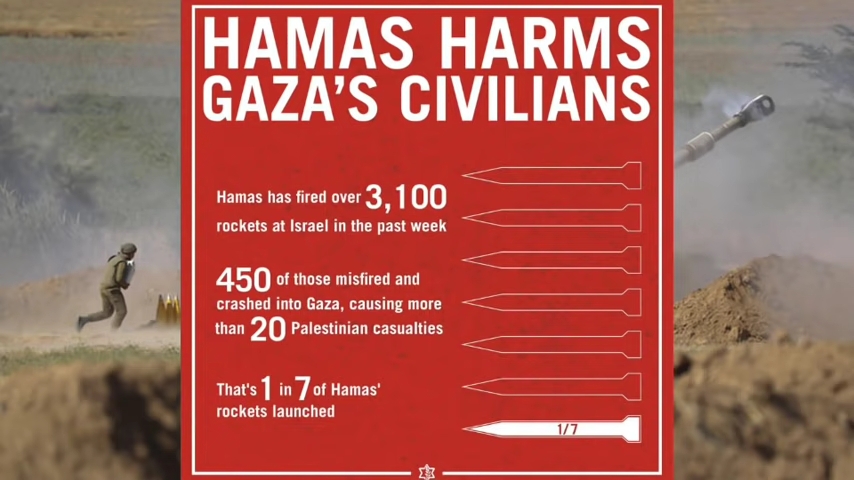 HAMAS HARMS
GAZA'S CIVILIANS
Hamas has fired over 3,100
rockets at Israel in the past week
450 of those misfired and
crashed into Gaza, causing more
than 20 Palestinian casualties
That's 1 in 7 of Hamas'
rockets launched
1/7